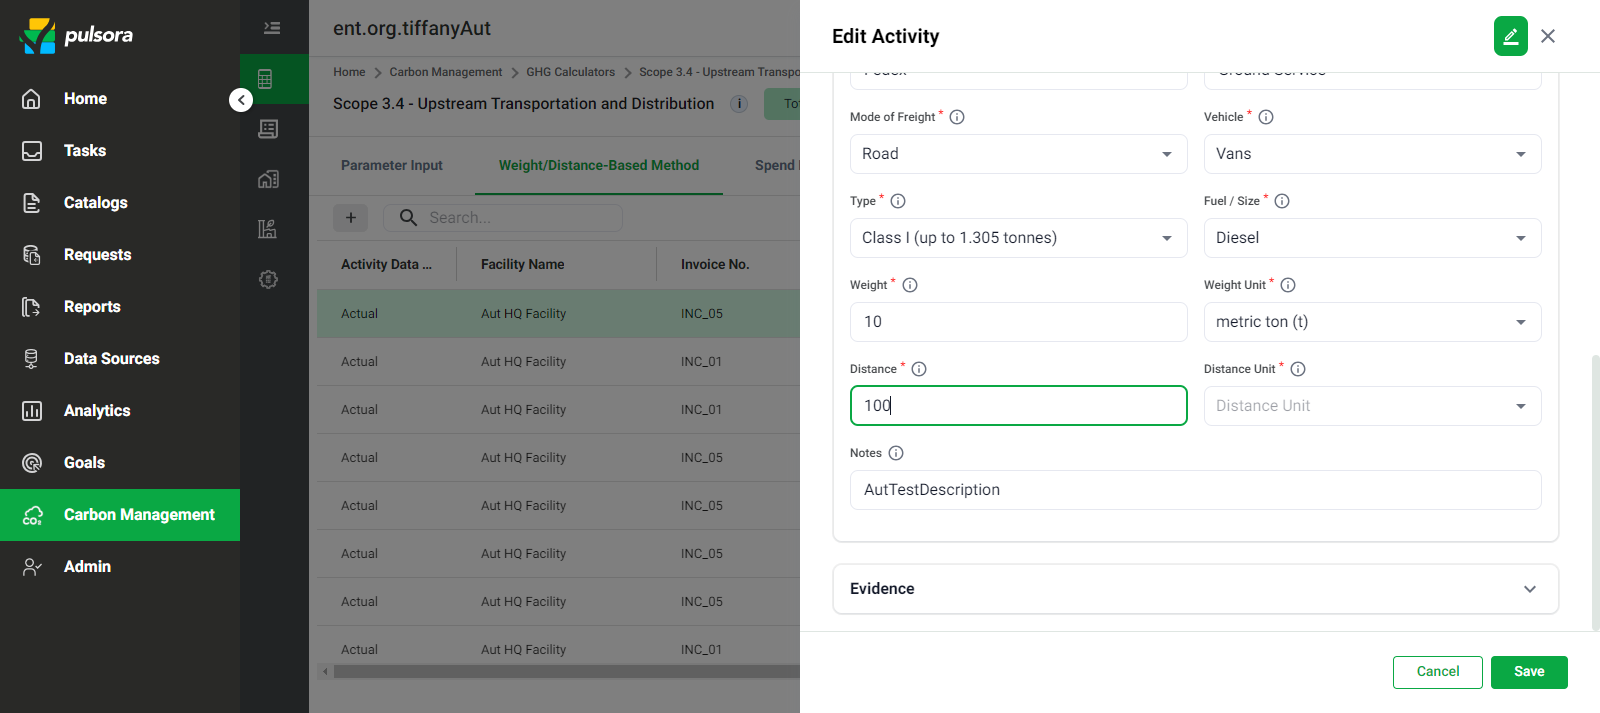 pulsora
Home
Tasks
Catalogs
Requests
Reports
Data Sources
Analytics
Goals
Carbon Management
Admin
ent.org.tiffanyAut
Home > Carbon Management > GHG Calculators > Scope 3.4 - Upstream Transpo
Scope 3.4 - Upstream Transportation and Distribution
To
Parameter Input
Weight/Distance-Based Method
Spend
+
Search...
Activity Data ...
Facility Name
Invoice No.
Actual Aut HQ Facility INC_05
Actual Aut HQ Facility INC_01
Actual Aut HQ Facility INC_01
Actual Aut HQ Facility INC_05
Actual Aut HQ Facility INC_05
Actual Aut HQ Facility INC_05
Actual Aut HQ Facility INC_05
Actual Aut HQ Facility INC_01
Edit Activity
Ground Service
Mode of Freight *
Vehicle *
Road
Vans
Type *
Fuel / Size *
Class I (up to 1.305 tonnes)
Diesel
Weight *
Weight Unit *
10
metric ton (t)
Distance *
Distance Unit *
100
Distance Unit
Notes
AutTestDescription
Evidence
Cancel
Save